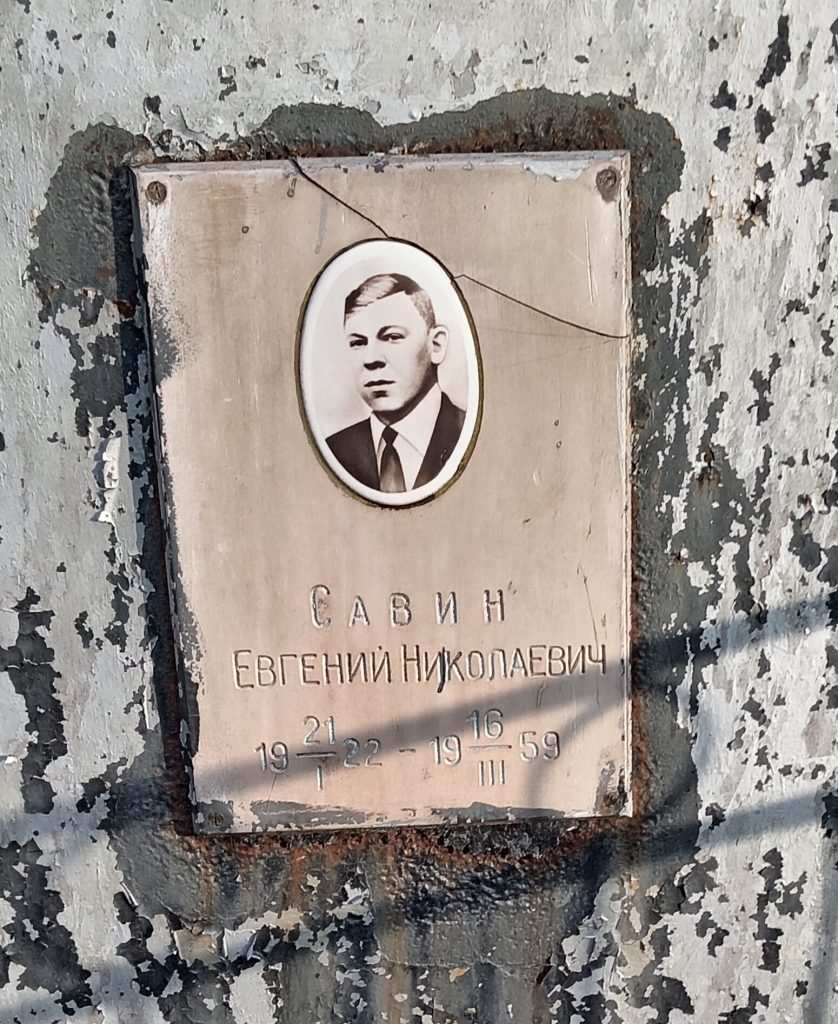 САВИН
ЕВГЕНИЙ НИКОЛАЕВИЧ
19 21/I 22 - 19 16/III 59